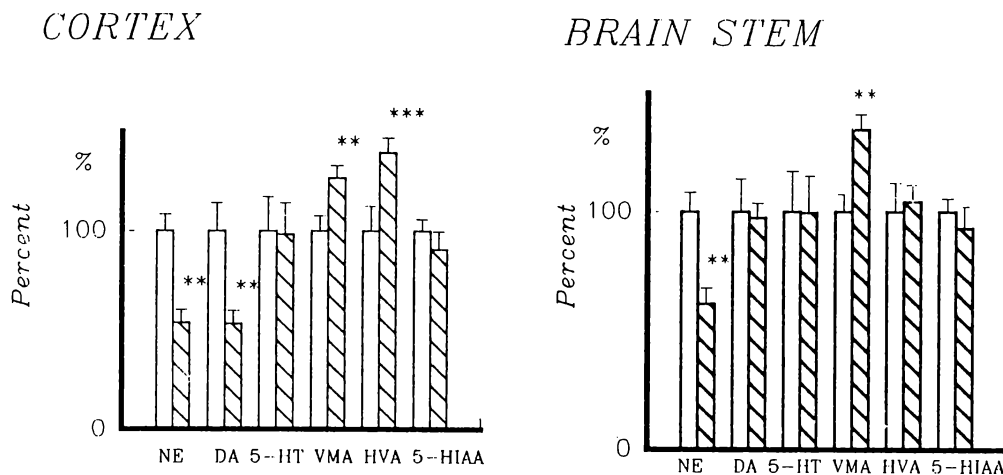 CORTEX
BRAIN STEM
***
**
%
100
Percent
**
**
0
NE DA 5-HT VMA HVA 5-HIAA
**
%
100
Percent
**
0
NE DA 5-HT VMA HVA 5-HIAA